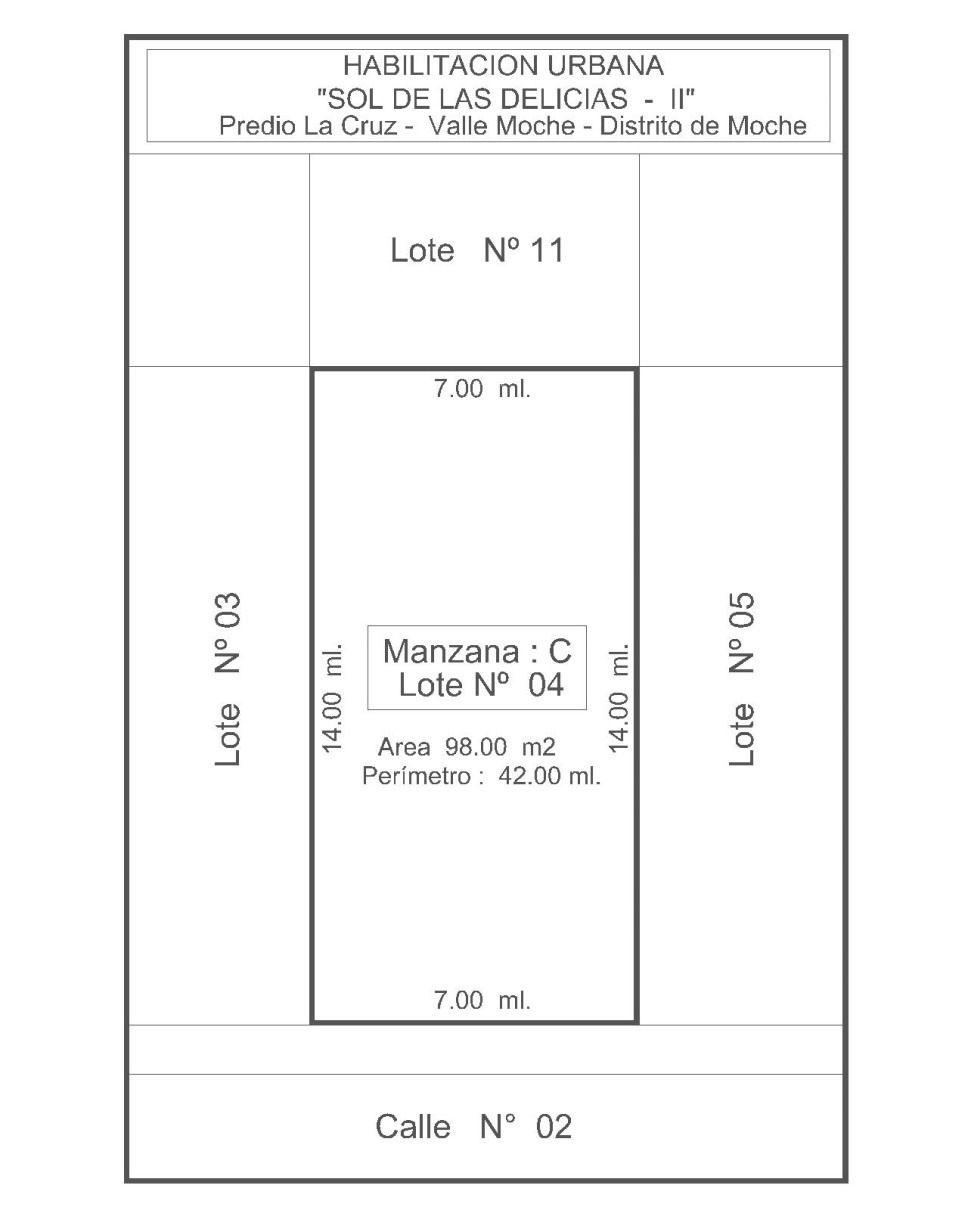 HABILITACION URBANA
"SOL DE LAS DELICIAS - II"
Predio La Cruz - Valle Moche - Distrito de Moche
Lote Nº 11
7.00 ml.
Lote Nº 03
14.00 ml.
Manzana : C
Lote Nº 04
Area 98.00 m2
Perímetro : 42.00 ml.
14.00 ml.
Lote Nº 05
7.00 ml.
Calle N° 02